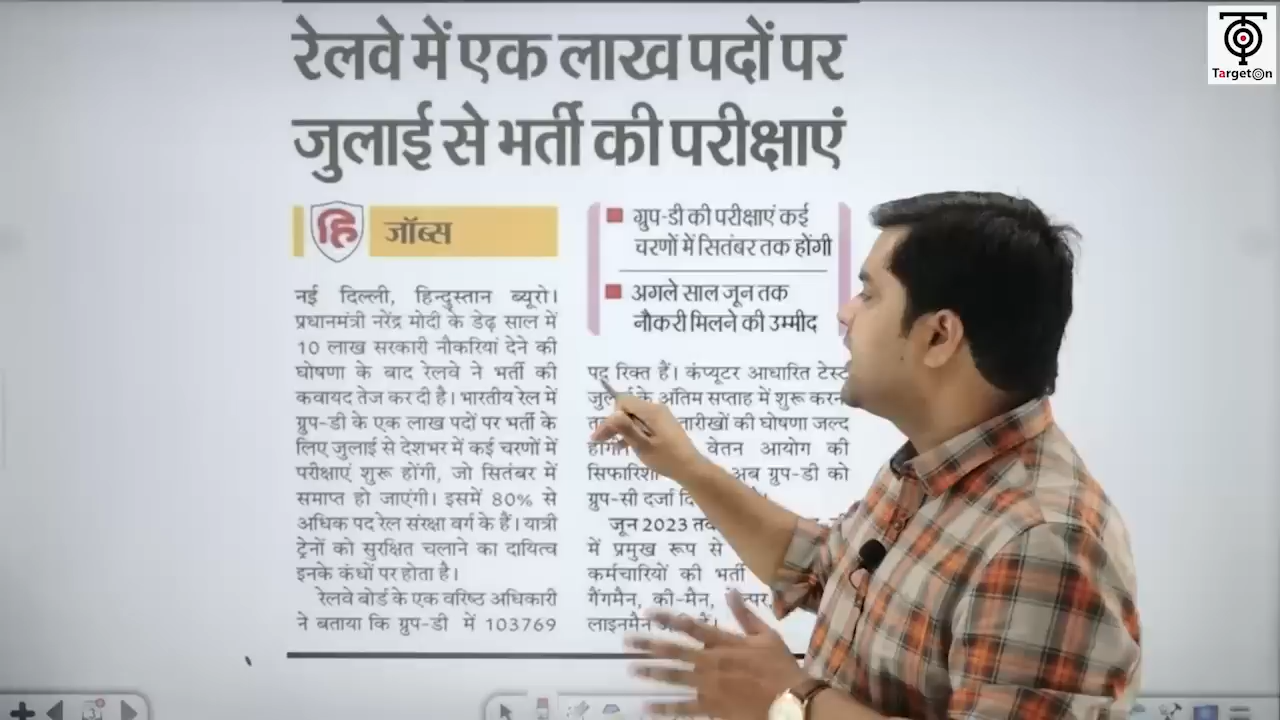 रेलवे में एक लाख पदों पर
जुलाई से भर्ती की परीक्षाएं
हि जॉब्स
नई दिल्ली, हिन्दुस्तान ब्यूरो।
प्रधानमंत्री नरेंद्र मोदी के डेढ़ साल में
10 लाख सरकारी नौकरियां देने की
घोषणा के बाद रेलवे ने भर्ती की
कवायद तेज कर दी है। भारतीय रेल में
ग्रुप-डी के एक लाख पदों पर भर्ती के
लिए जुलाई से देशभर में कई चरणों में
परीक्षाएं शुरू होंगी, जो सितंबर में
समाप्त हो जाएंगी। इसमें 80% से
अधिक पद रेल संरक्षा वर्ग के हैं। यात्री
ट्रेनों को सुरक्षित चलाने का दायित्व
इनके कंधों पर होता है।
रेलवे बोर्ड के एक वरिष्ठ अधिकारी
ने बताया कि ग्रुप-डी में 103769
ग्रुप-डी की परीक्षाएं कई
चरणों में सितंबर तक होंगी
अगले साल जून तक
नौकरी मिलने की उम्मीद
पद रिक्त हैं। कंप्यूटर आधारित टेस्ट
के अंतिम सप्ताह में शुरू
की घोषणा जल्द
वेतन आयोग की
अब ग्रुप-डी को
ग्रुप-सी दर्जा
जून 2023
में प्रमुख रूप से
कर्मचारियों की भर्ती
गैंगमैन, की-मैन,
लाइनमैन
TargetOn